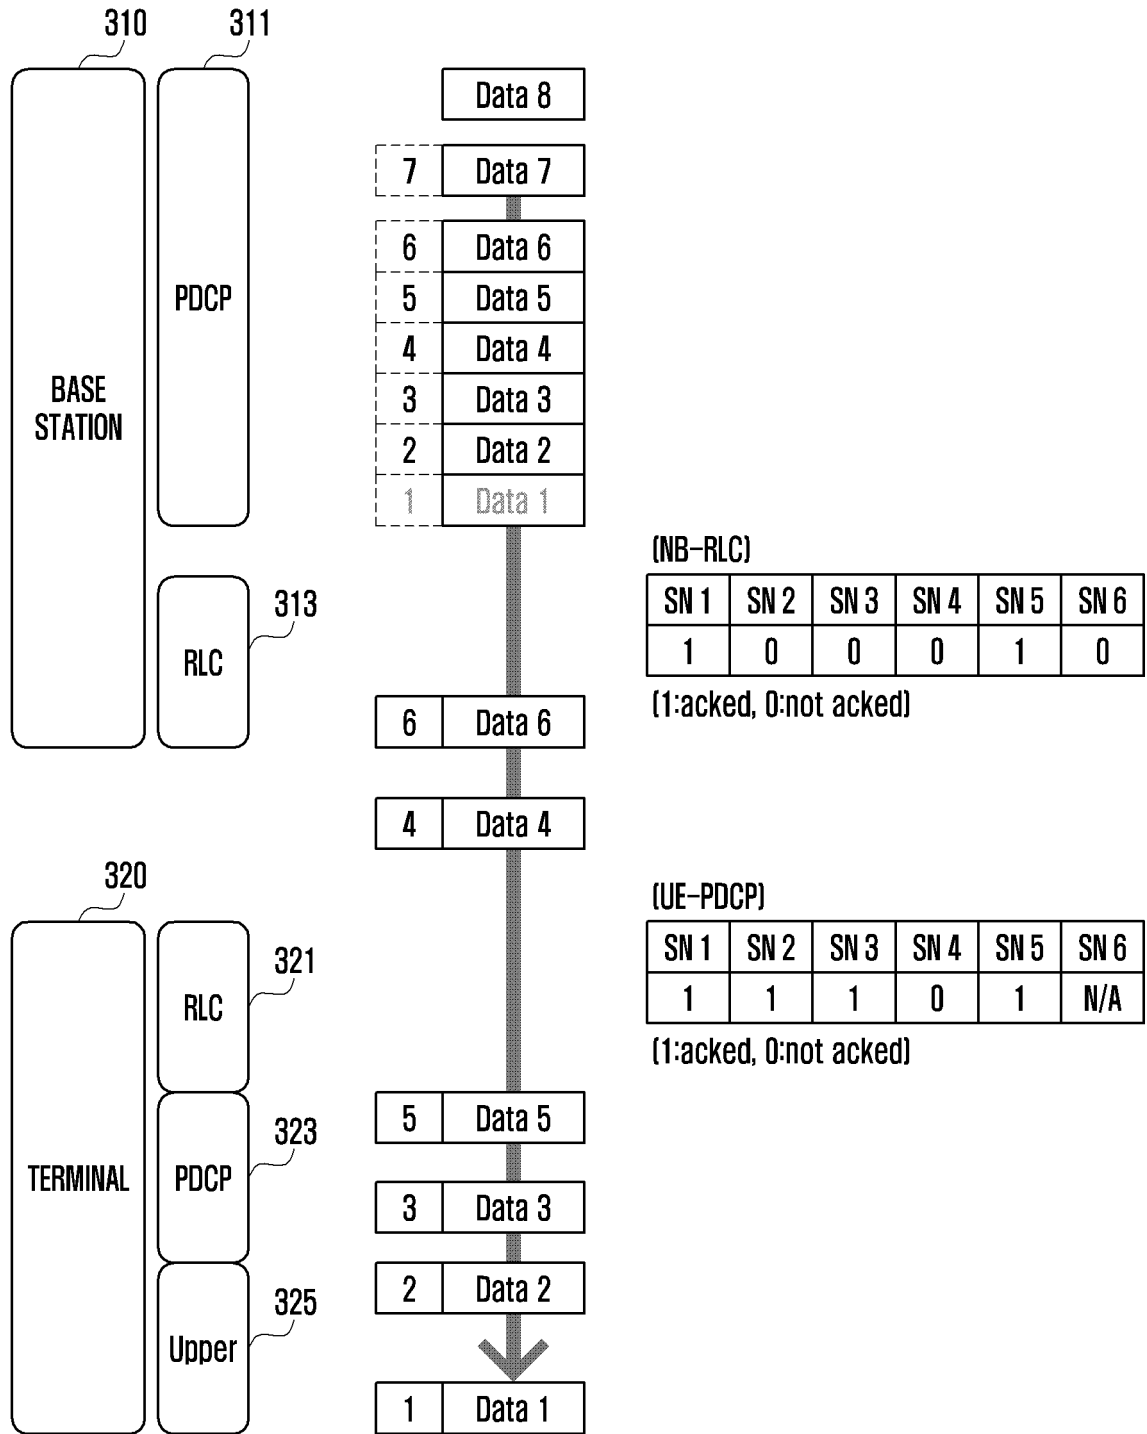 310 311
Data 8
7 Data 7
6 Data 6
5 Data 5
PDCP
4 Data 4
3 Data 3
BASE
STATION
2 Data 2
1 Data 1
(NB-RLC)
SN 1 SN 2 SN 3 SN 4 SN 5 SN 6
1 0 0 0 1 0
(1:acked, 0:not acked)
313
RLC
6 Data 6
4 Data 4
320
(UE-PDCP)
SN 1 SN 2 SN 3 SN 4 SN 5 SN 6
1 1 1 0 1 N/A
(1:acked, 0:not acked)
321
RLC
5 Data 5
323
TERMINAL
PDCP
3 Data 3
2 Data 2
325
Upper
1 Data 1